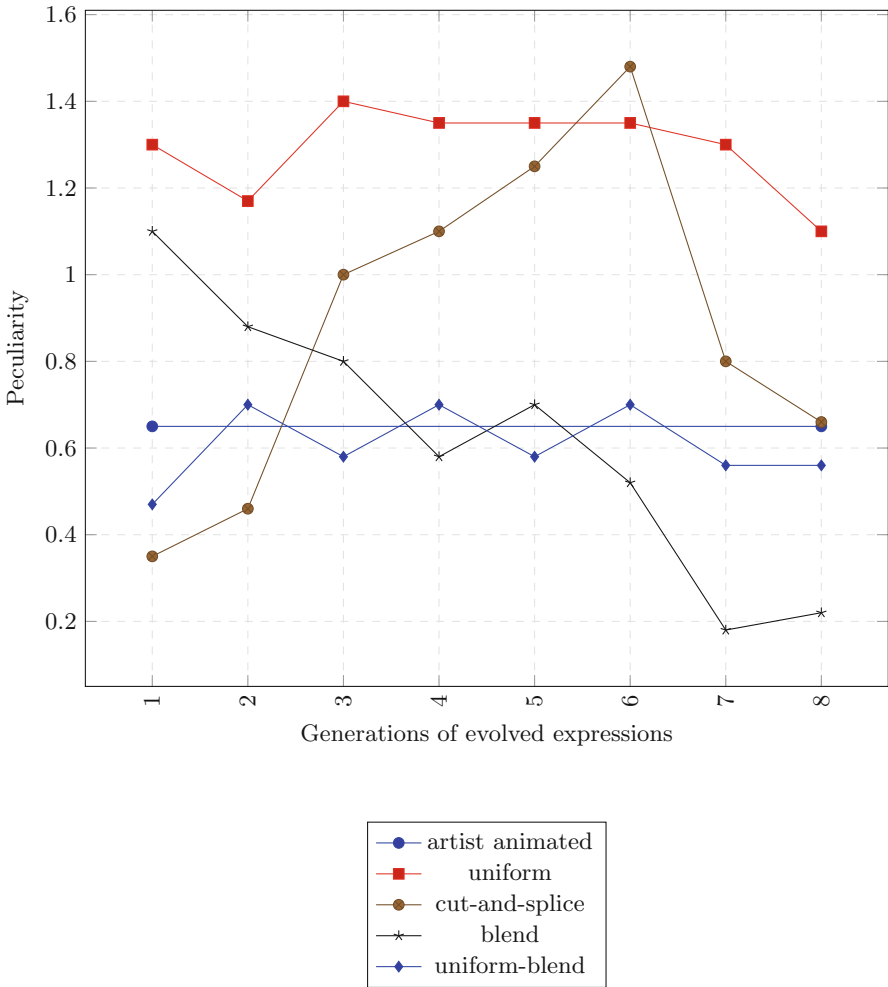 1.6
1.4
1.2
1
0.8
0.6
0.4
0.2
Peculiarity
1 2 3 4 5 6 7 8
Generations of evolved expressions
artist animated
uniform
cut-and-splice
blend
uniform-blend